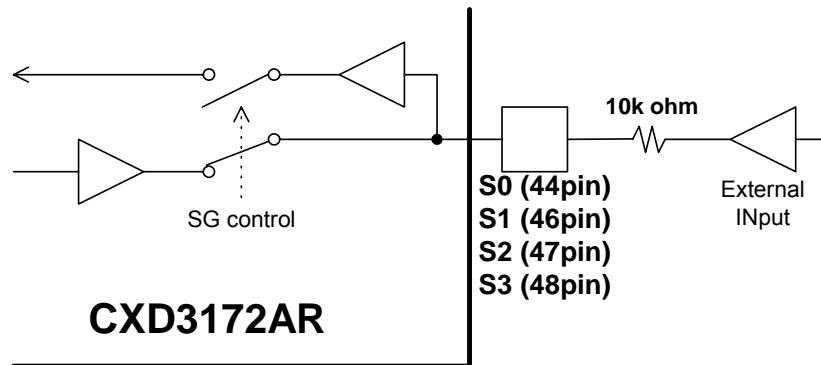 10k ohm
S0 (44pin)
S1 (46pin)
S2 (47pin)
S3 (48pin)
External
INput
SG control
CXD3172AR